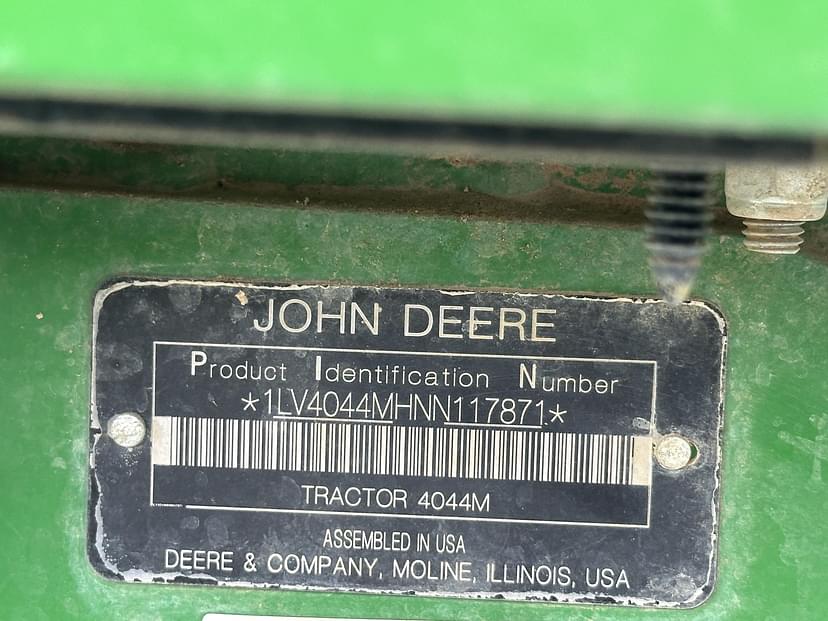 JOHN DEERE
Product Identification Number
*1LV4044MHNN117871*
TRACTOR 4044M
ASSEMBLED IN USA
DEERE & COMPANY, MOLINE, ILLINOIS, USA